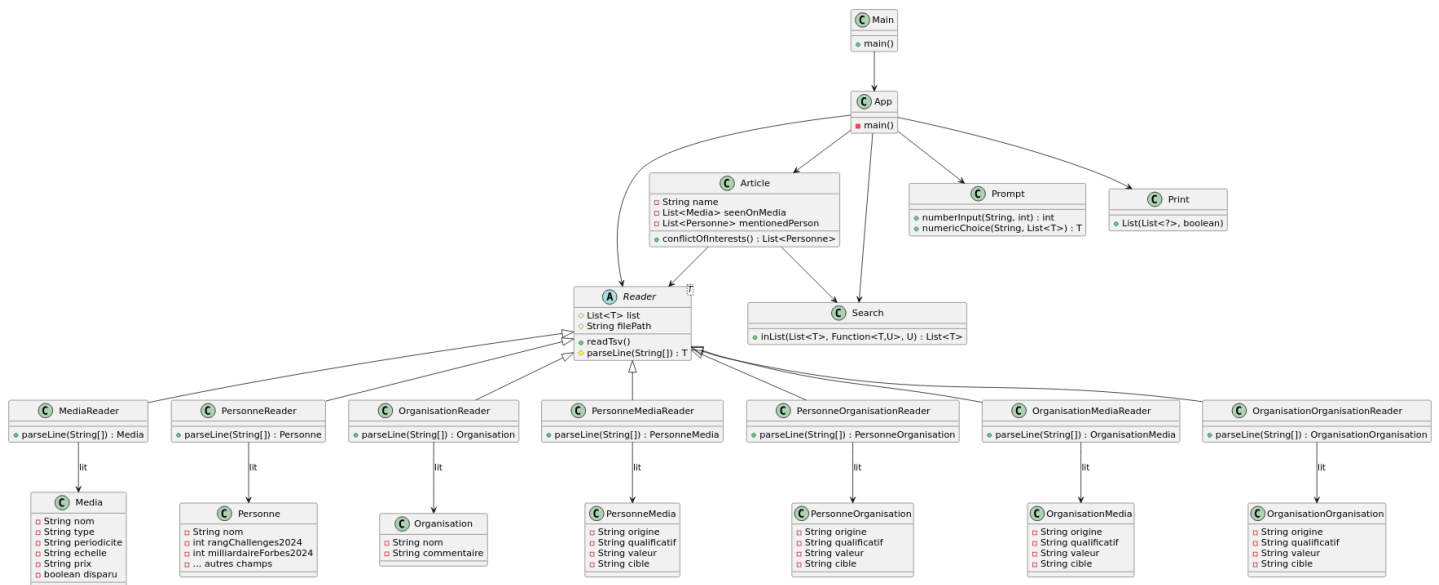 C Main
main()
C App
main()
C Article
String name
List<Media> seenOnMedia
List<Personne> mentionedPerson
conflictOfInterests() : List<Personne>
C Prompt
numberInput(String, int) : int
numericChoice(String, List<T>) : T
C Print
List(List<?>, boolean)
A Reader T
List<T> list
String filePath
readTsv()
parseLine(String[]) : T
C Search
inList(List<T>, Function<T,U>, U) : List<T>
C MediaReader
parseLine(String[]) : Media
C PersonneReader
parseLine(String[]) : Personne
C OrganisationReader
parseLine(String[]) : Organisation
C PersonneMediaReader
parseLine(String[]) : PersonneMedia
C PersonneOrganisationReader
parseLine(String[]) : PersonneOrganisation
C OrganisationMediaReader
parseLine(String[]) : OrganisationMedia
C OrganisationOrganisationReader
parseLine(String[]) : OrganisationOrganisation
lit
lit
lit
lit
lit
lit
lit
C Media
String nom
String type
String periodicite
String echelle
String prix
boolean disparu
C Personne
String nom
int rangChallenges2024
int milliardaireForbes2024
... autres champs
C Organisation
String nom
String commentaire
C PersonneMedia
String origine
String qualificatif
String valeur
String cible
C PersonneOrganisation
String origine
String qualificatif
String valeur
String cible
C OrganisationMedia
String origine
String qualificatif
String valeur
String cible
C OrganisationOrganisation
String origine
String qualificatif
String valeur
String cible